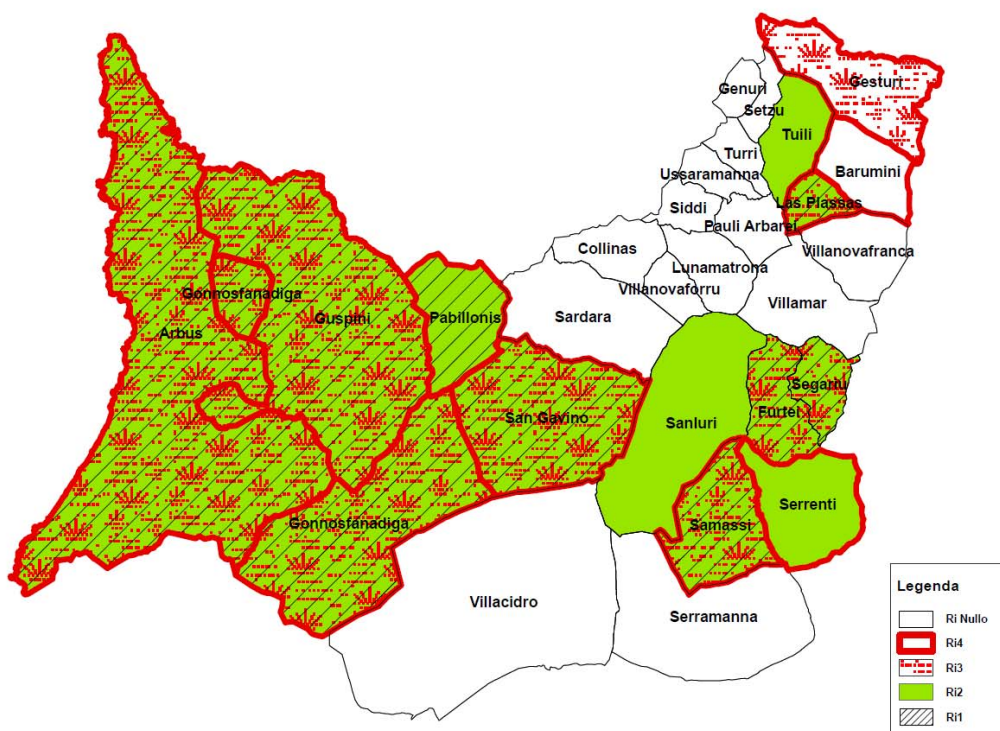 Gesturi
Genuri
Setzu
Tuili
Turri
Barumini
Ussaramanna
Las Plassas
Siddi
Pauli Arbarei
Collinas
Villanovafranca
Lunamatrona
Gonnosfanadiga
Villanovaforru
Pabillonis
Guspini
Villamar
Sardara
Arbus
Segariu
San Gavino
Furtei
Sanluri
Serrenti
Gonnosfanadiga
Samassi
Villacidro
Serramanna
Legenda
Ri Nullo
Ri4
Ri3
Ri2
Ri1